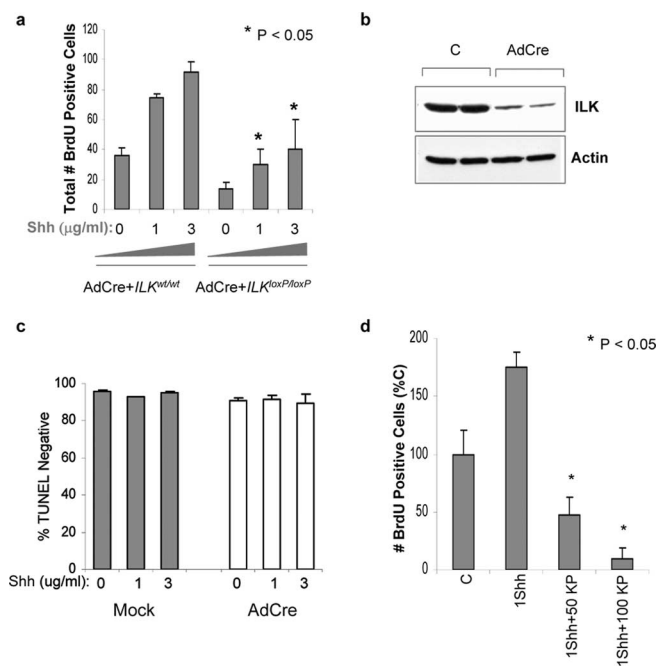 a
* P < 0.05
Total # BrdU Positive Cells
120
100
80
60
40
20
0
* *
Shh (µg/ml): 0 1 3 0 1 3
AdCre+ILKwt/wt AdCre+ILKloxP/loxP
b
C AdCre
ILK
Actin
c
% TUNEL Negative
100
80
60
40
20
0
Shh (ug/ml): 0 1 3 0 1 3
Mock AdCre
d
* P < 0.05
# BrdU Positive Cells (%C)
200
150
100
50
0
* *
C
1Shh
1Shh+50 KP
1Shh+100 KP